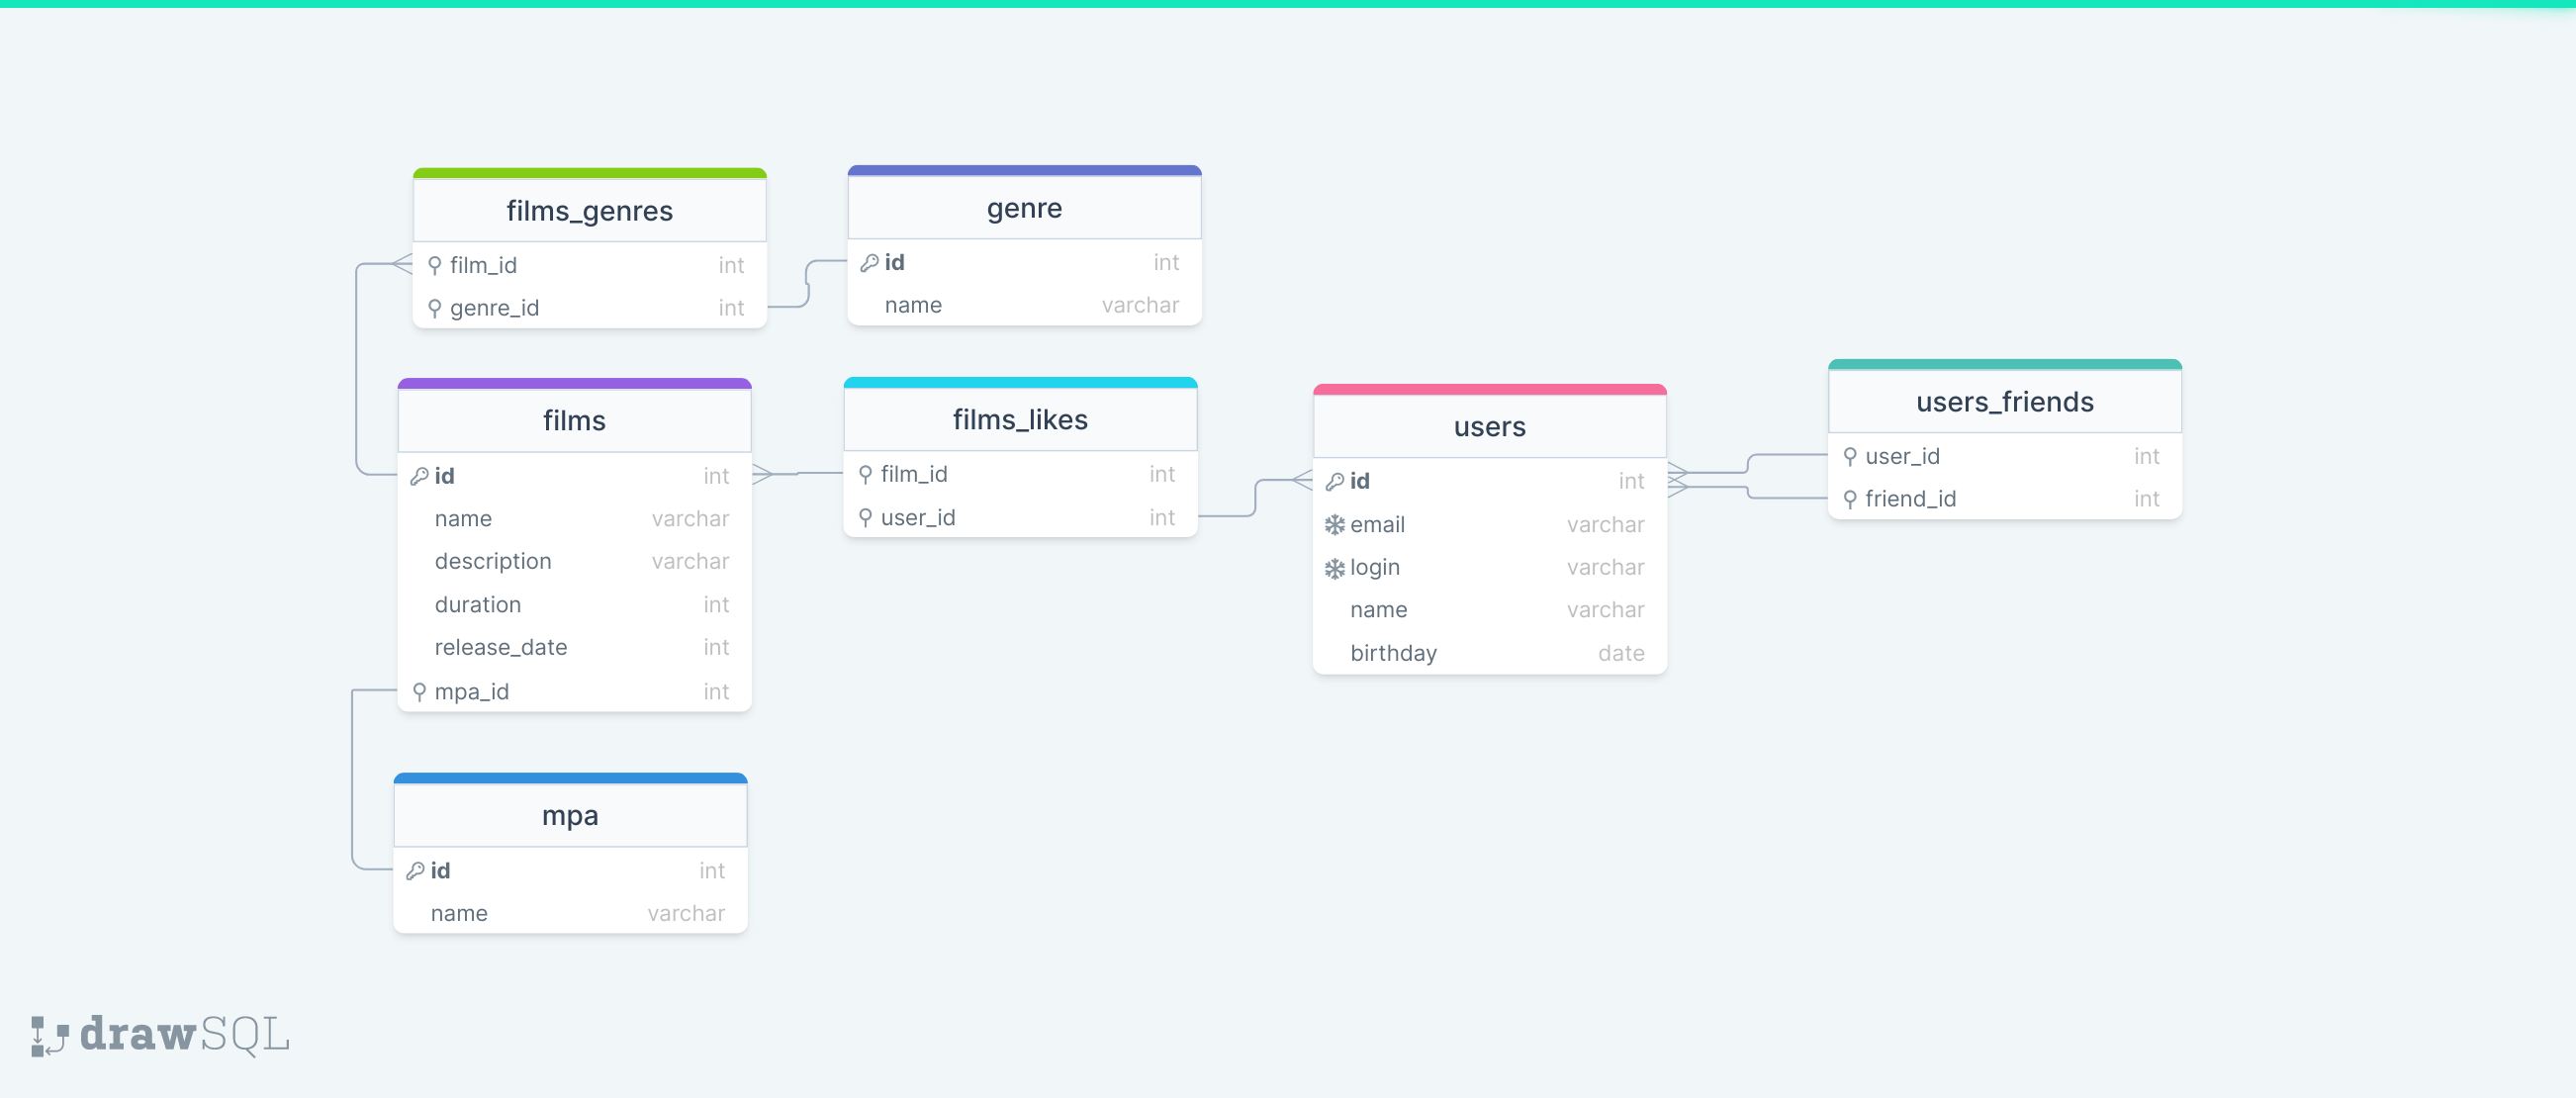 films_genres
film_id int
genre_id int
genre
id int
name varchar
films
id int
name varchar
description varchar
duration int
release_date int
mpa_id int
films_likes
film_id int
user_id int
users
id int
email varchar
login varchar
name varchar
birthday date
users_friends
user_id int
friend_id int
mpa
id int
name varchar
drawSQL